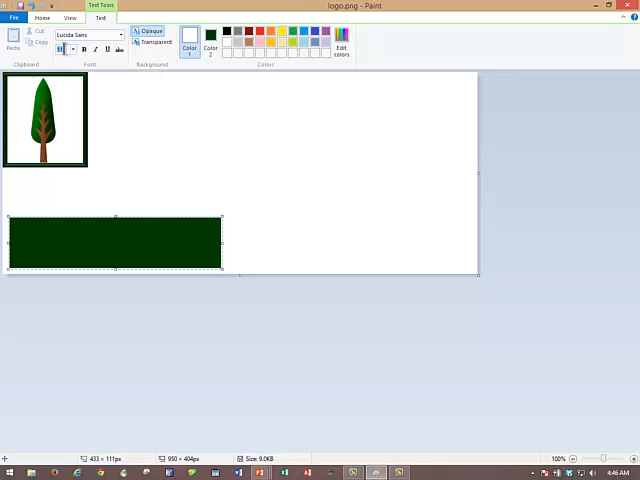 Text Tools
logo.png - Paint
File
Home
View
Text
Paste
Cut
Copy
Clipboard
Lucida Sans
B I U abc
Font
Opaque
Transparent
Background
Color 1
Color 2
Edit colors
Colors
433 × 111px
950 × 404px
Size: 9.0KB
100%
4:46 AM